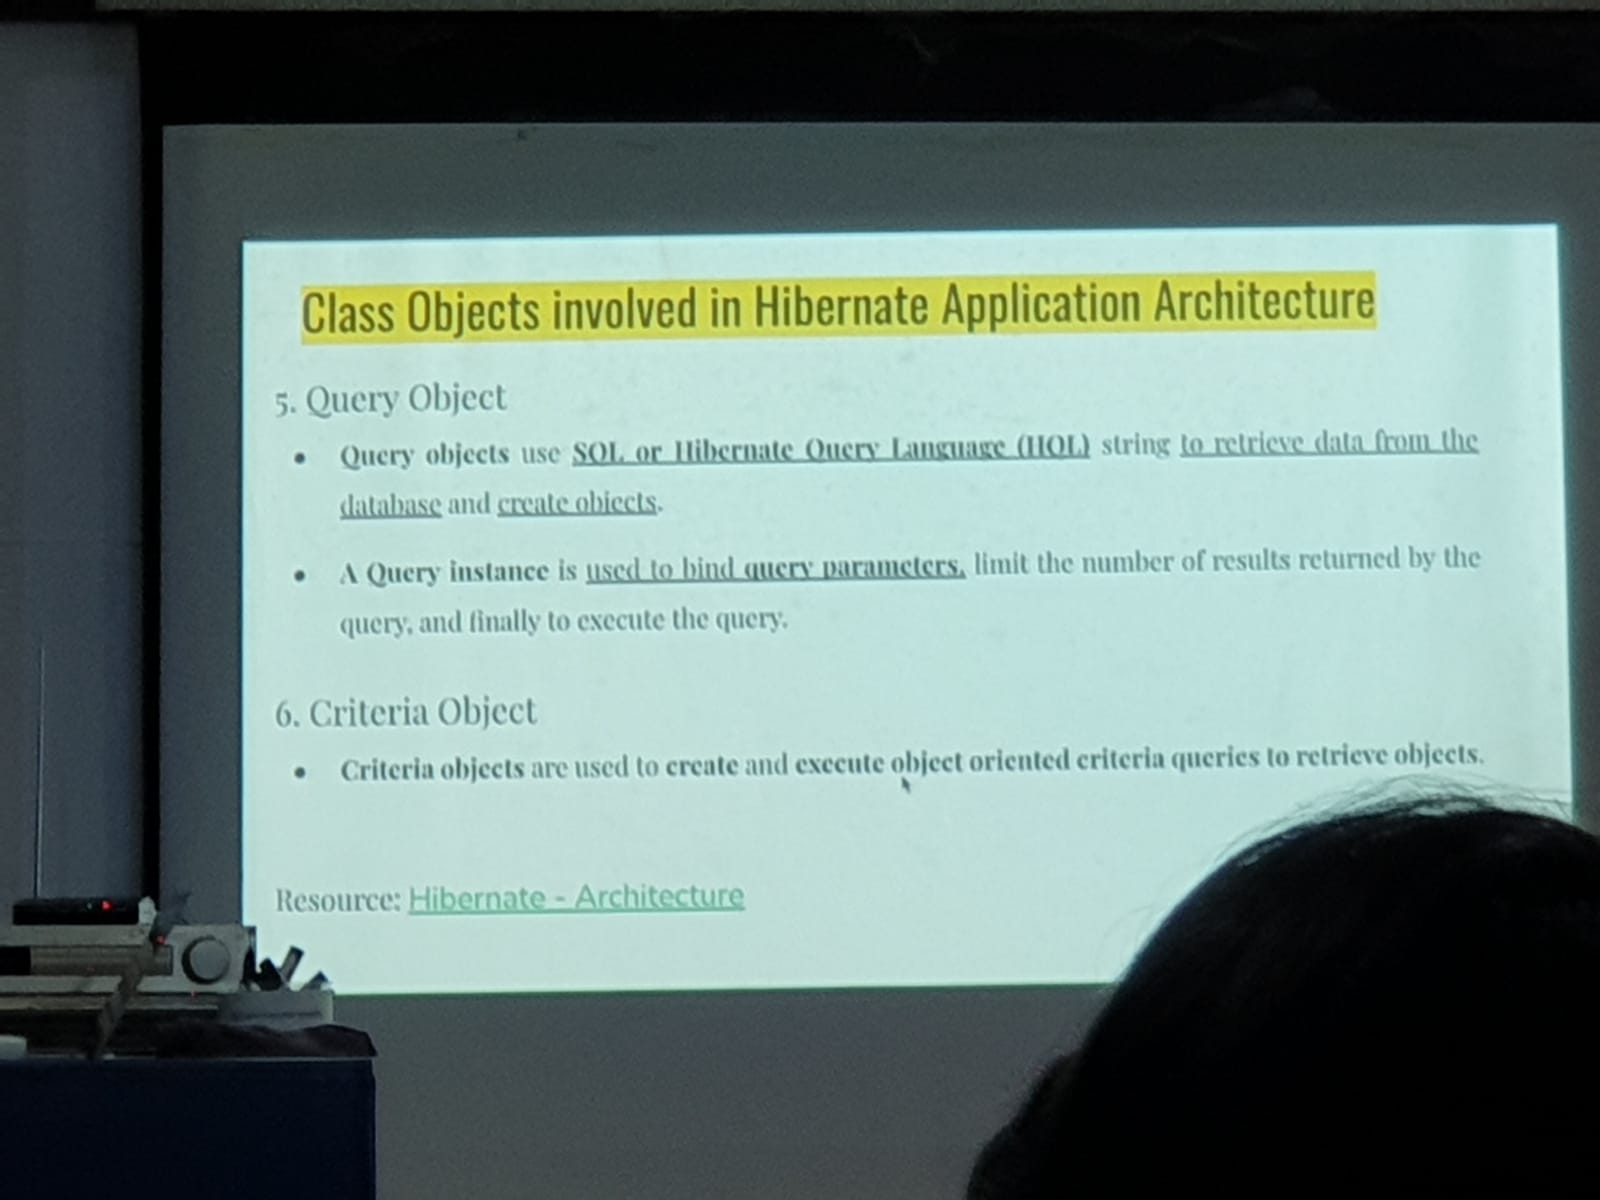 Class Objects involved in Hibernate Application Architecture
5. Query Object
• Query objects use SQL or Hibernate Query Language (HQL) string to retrieve data from the
database and create objects.
• A Query instance is used to bind query parameters, limit the number of results returned by the
query, and finally to execute the query.
6. Criteria Object
• Criteria objects are used to create and execute object oriented criteria queries to retrieve objects.
Resource: Hibernate - Architecture